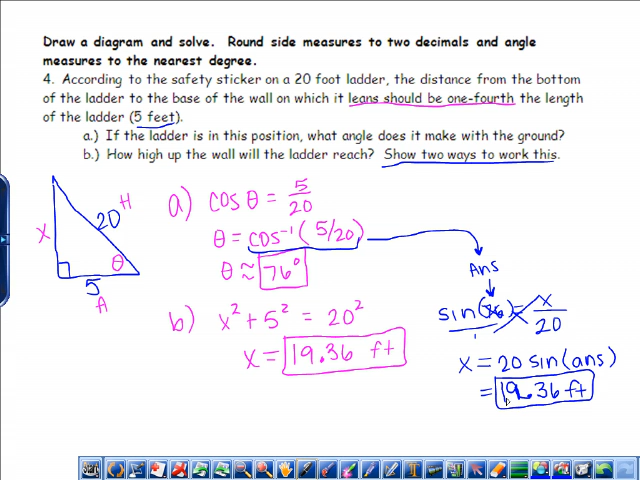 Draw a diagram and solve. Round side measures to two decimals and angle
measures to the nearest degree.
4. According to the safety sticker on a 20 foot ladder, the distance from the bottom
of the ladder to the base of the wall on which it leans should be one-fourth the length
of the ladder (5 feet).
a.) If the ladder is in this position, what angle does it make with the ground?
b.) How high up the wall will the ladder reach? Show two ways to work this.
X
20
H
θ
5
A
a) cos θ = 5/20
θ = cos⁻¹(5/20)
θ ≈ 76°
Ans
b) x² + 5² = 20²
x = 19.36 ft
sin(76) = x/20
x = 20 sin(ans)
= 19.36 ft